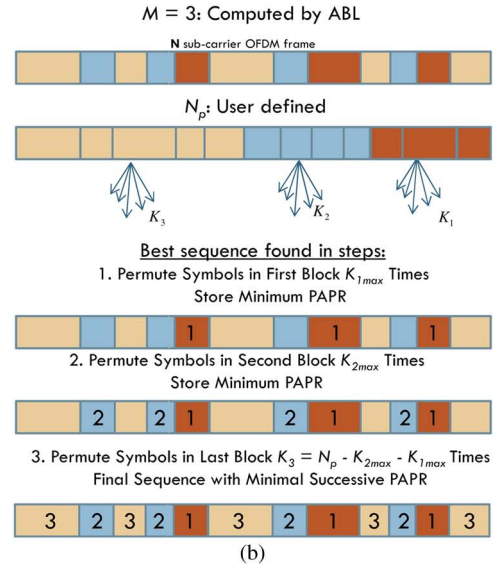 M = 3: Computed by ABL
N sub-carrier OFDM frame
Nₚ: User defined
K₃ K₂ K₁
Best sequence found in steps:
1. Permute Symbols in First Block K₁ₘₐₓ Times
Store Minimum PAPR
1 1 1
2. Permute Symbols in Second Block K₂ₘₐₓ Times
Store Minimum PAPR
2 2 1 2 1 2 1
3. Permute Symbols in Last Block K₃ = Nₚ - K₂ₘₐₓ - K₁ₘₐₓ Times
Final Sequence with Minimal Successive PAPR
3 2 3 2 1 3 2 1 3 2 1 3
(b)